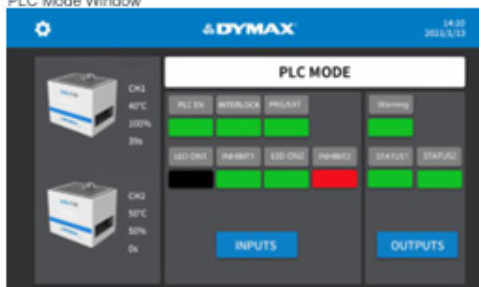 PLC Mode Window
DYMAX
14:10
2021/1/13
PLC MODE
CH1
40°C
100%
39s
PLC EN INTERLOCK PRG/EXT Warning
LED ON1 INHIBIT1 LED ON2 INHIBIT2 STATUS1 STATUS2
CH2
50°C
50%
0s
INPUTS OUTPUTS